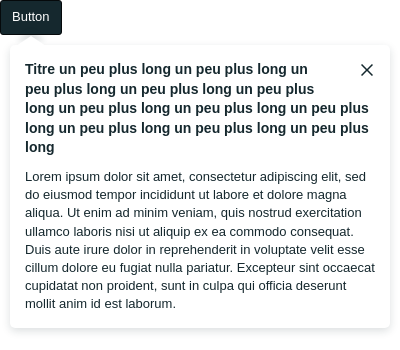 Button
Titre un peu plus long un peu plus long un
peu plus long un peu plus long un peu plus
long un peu plus long un peu plus long un peu plus
long un peu plus long un peu plus long un peu plus
long
Lorem ipsum dolor sit amet, consectetur adipiscing elit, sed
do eiusmod tempor incididunt ut labore et dolore magna
aliqua. Ut enim ad minim veniam, quis nostrud exercitation
ullamco laboris nisi ut aliquip ex ea commodo consequat.
Duis aute irure dolor in reprehenderit in voluptate velit esse
cillum dolore eu fugiat nulla pariatur. Excepteur sint occaecat
cupidatat non proident, sunt in culpa qui officia deserunt
mollit anim id est laborum.